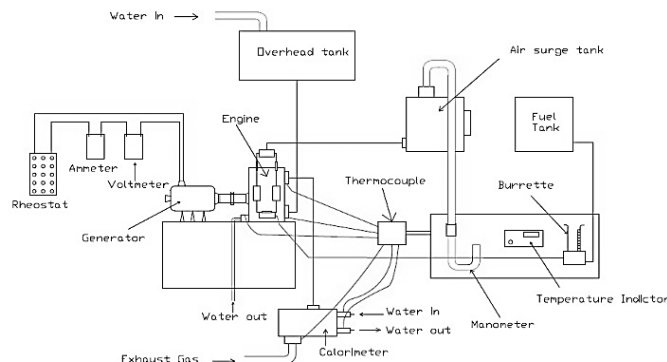 Water In
Overhead tank
Air surge tank
Engine
Fuel
Tank
Ammeter
Voltmeter
Thermocouple
Burrette
Rheostat
Generator
Water out
Water In
Water out
Manometer
Temperature Indictor
Calorimeter
Exhaust Gas